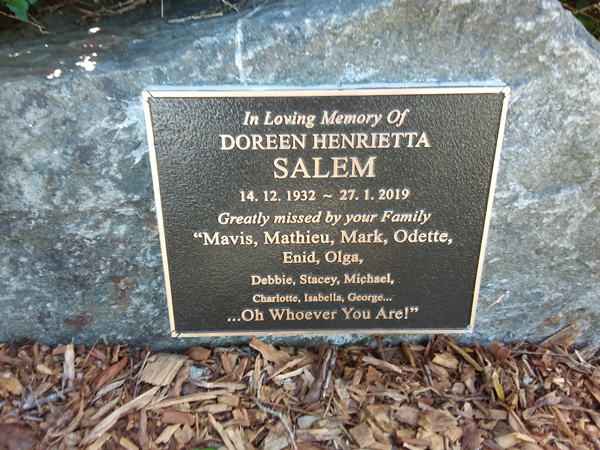 In Loving Memory Of
DOREEN HENRIETTA
SALEM
14. 12. 1932 ~ 27. 1. 2019
Greatly missed by your Family
“Mavis, Mathieu, Mark, Odette,
Enid, Olga,
Debbie, Stacey, Michael,
Charlotte, Isabella, George...
...Oh Whoever You Are!”